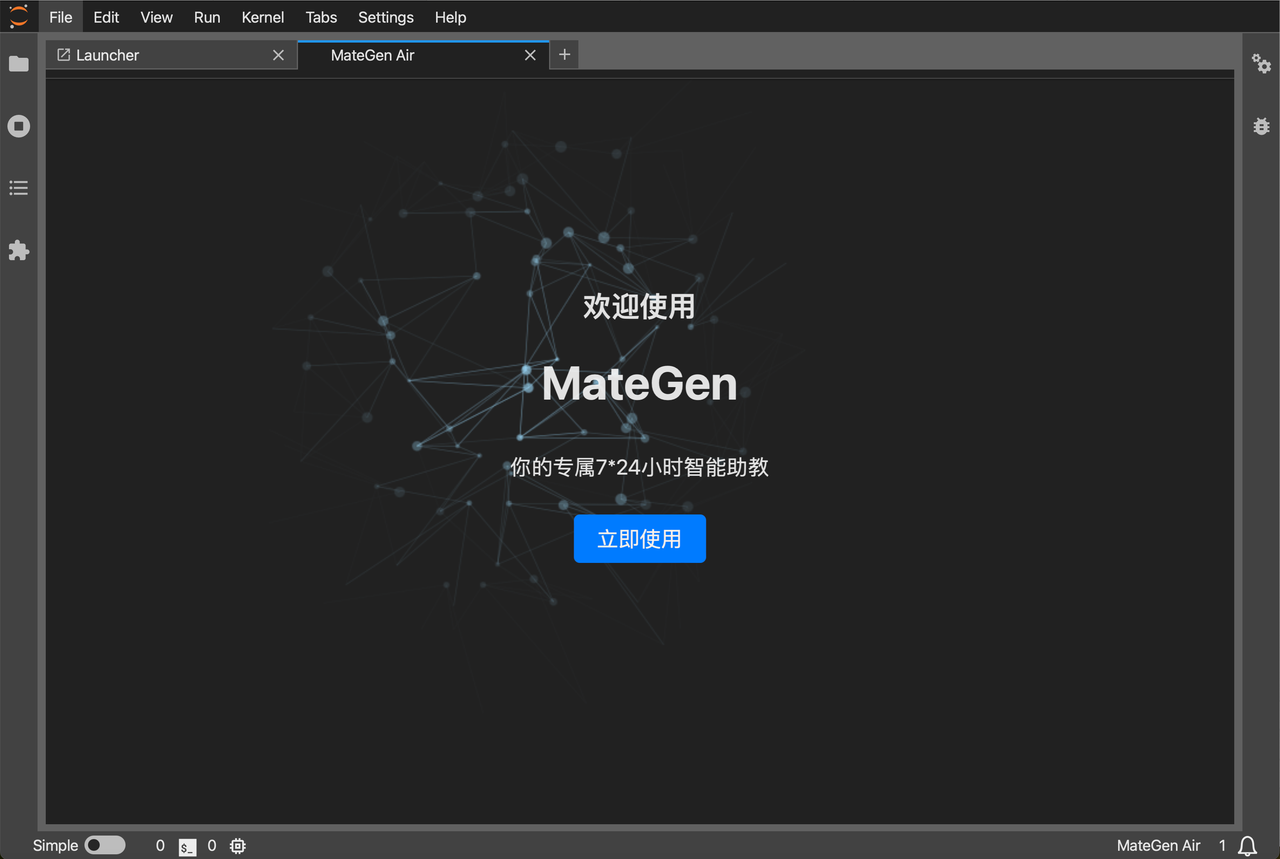 File Edit View Run Kernel Tabs Settings Help
Launcher MateGen Air
欢迎使用
MateGen
你的专属7*24小时智能助教
立即使用
Simple 0 $_ 0 MateGen Air 1